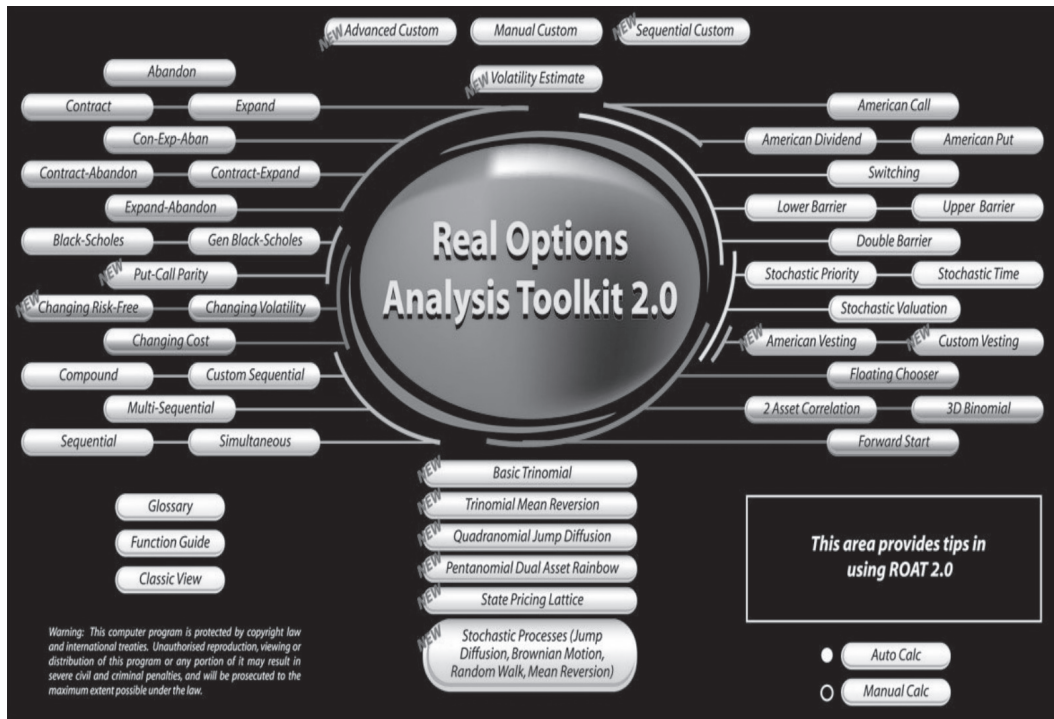 NEW Advanced Custom
Manual Custom
NEW Sequential Custom
NEW Volatility Estimate
Abandon
Contract
Expand
Con-Exp-Aban
Contract-Abandon
Contract-Expand
Expand-Abandon
Black-Scholes
Gen Black-Scholes
NEW Put-Call Parity
NEW Changing Risk-Free
Changing Volatility
Changing Cost
Compound
Custom Sequential
Multi-Sequential
Sequential
Simultaneous
Real Options
Analysis Toolkit 2.0
American Call
American Dividend
American Put
Switching
Lower Barrier
Upper Barrier
Double Barrier
Stochastic Priority
Stochastic Time
Stochastic Valuation
NEW American Vesting
NEW Custom Vesting
Floating Chooser
2 Asset Correlation
3D Binomial
Forward Start
NEW Basic Trinomial
NEW Trinomial Mean Reversion
NEW Quadranomial Jump Diffusion
NEW Pentanomial Dual Asset Rainbow
NEW State Pricing Lattice
NEW Stochastic Processes (Jump
Diffusion, Brownian Motion,
Random Walk, Mean Reversion)
Glossary
Function Guide
Classic View
Warning: This computer program is protected by copyright law
and international treaties. Unauthorised reproduction, viewing or
distribution of this program or any portion of it may result in
severe civil and criminal penalties, and will be prosecuted to the
maximum extent possible under the law.
This area provides tips in
using ROAT 2.0
Auto Calc
Manual Calc